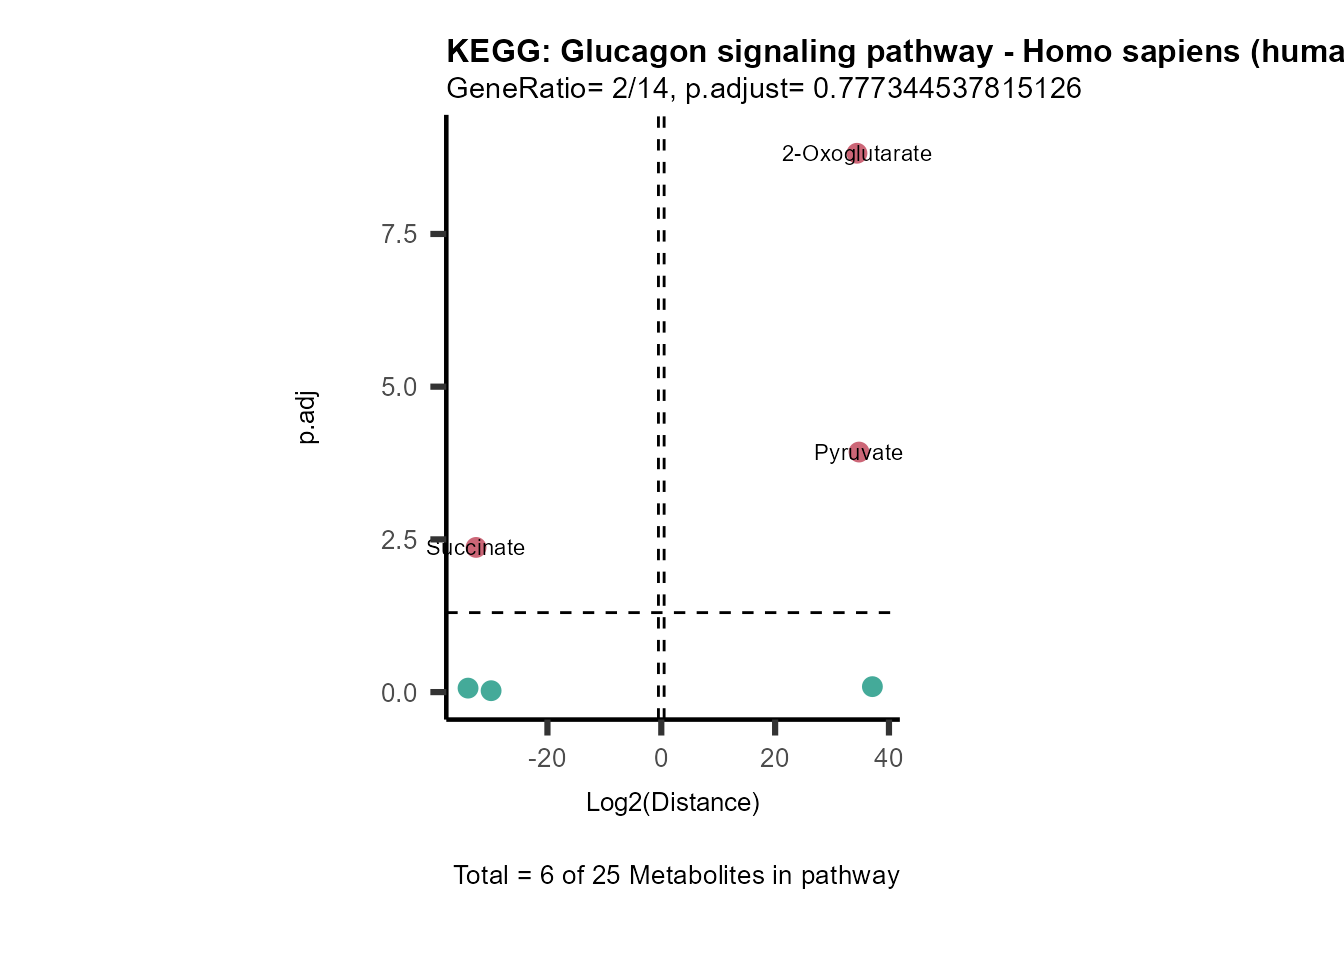 KEGG: Glucagon signaling pathway - Homo sapiens (huma
GeneRatio= 2/14, p.adjust= 0.777344537815126
2-Oxoglutarate
7.5
5.0
Pyruvate
p.adj
2.5
Succinate
0.0
-20 0 20 40
Log2(Distance)
Total = 6 of 25 Metabolites in pathway